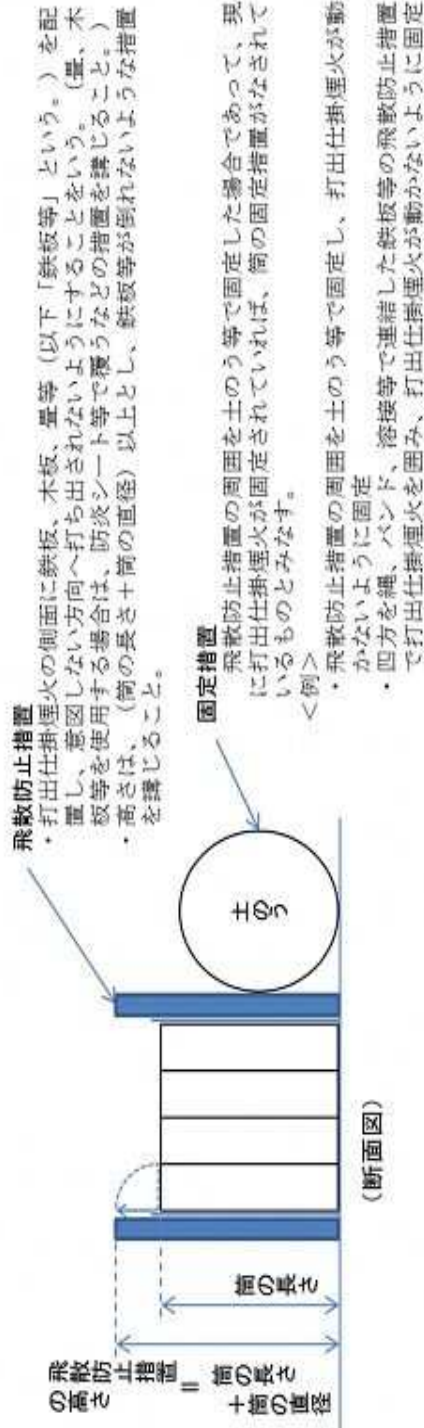 飛散防止措置
・打出仕掛煙火の側面に鉄板、木板、畳等（以下「鉄板等」という。）を配
置し、意図しない方向へ打ち出されないようにすることをいう。（畳、木
板等を使用する場合は、防炎シート等で覆うなどの措置を講じること。）
・高さは、（筒の長さ＋筒の直径）以上とし、鉄板等が倒れないような措置
を講じること。
固定措置
飛散防止措置の周囲を土のう等で固定した場合であって、現
に打出仕掛煙火が固定されていれば、筒の固定措置がなされて
いるものとみなす。
＜例＞
・飛散防止措置の周囲を土のう等で固定し、打出仕掛煙火が動
かないように固定
・四方を縄、バンド、溶接等で連結した鉄板等の飛散防止措置
で打出仕掛煙火を囲み、打出仕掛煙火が動かないように固定
飛散防止措置
の高さ
＝
筒の長さ
＋筒の直径
筒の長さ
土のう
（断面図）